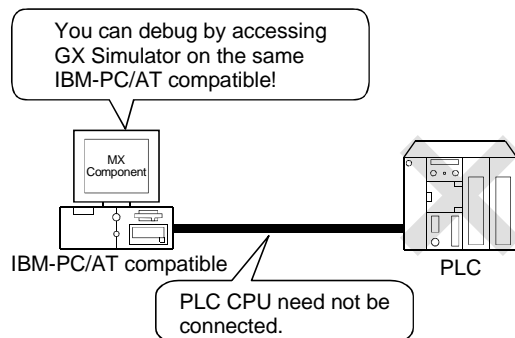 You can debug by accessing
GX Simulator on the same
IBM-PC/AT compatible!
MX
Component
IBM-PC/AT compatible
PLC
PLC CPU need not be
connected.